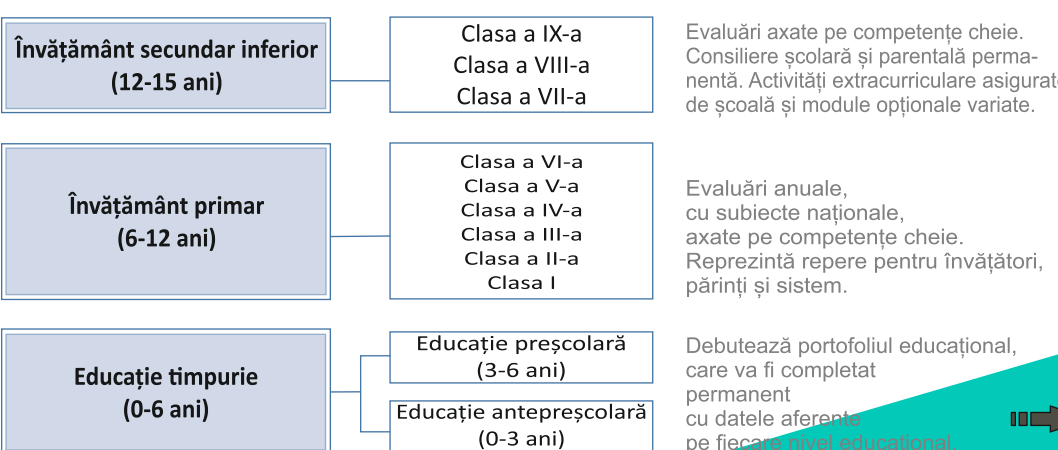 Învățământ secundar inferior
(12-15 ani)
Clasa a IX-a
Clasa a VIII-a
Clasa a VII-a
Evaluări axate pe competențe cheie.
Consiliere școlară și parentală perma-
nentă. Activități extracurriculare asigurate
de școală și module opționale variate.
Învățământ primar
(6-12 ani)
Clasa a VI-a
Clasa a V-a
Clasa a IV-a
Clasa a III-a
Clasa a II-a
Clasa I
Evaluări anuale,
cu subiecte naționale,
axate pe competențe cheie.
Reprezintă repere pentru învățători,
părinți și sistem.
Educație timpurie
(0-6 ani)
Educație preșcolară
(3-6 ani)
Educație antepreșcolară
(0-3 ani)
Debutează portofoliul educațional,
care va fi completat
permanent
cu datele aferente
pe fiecare nivel educațional.